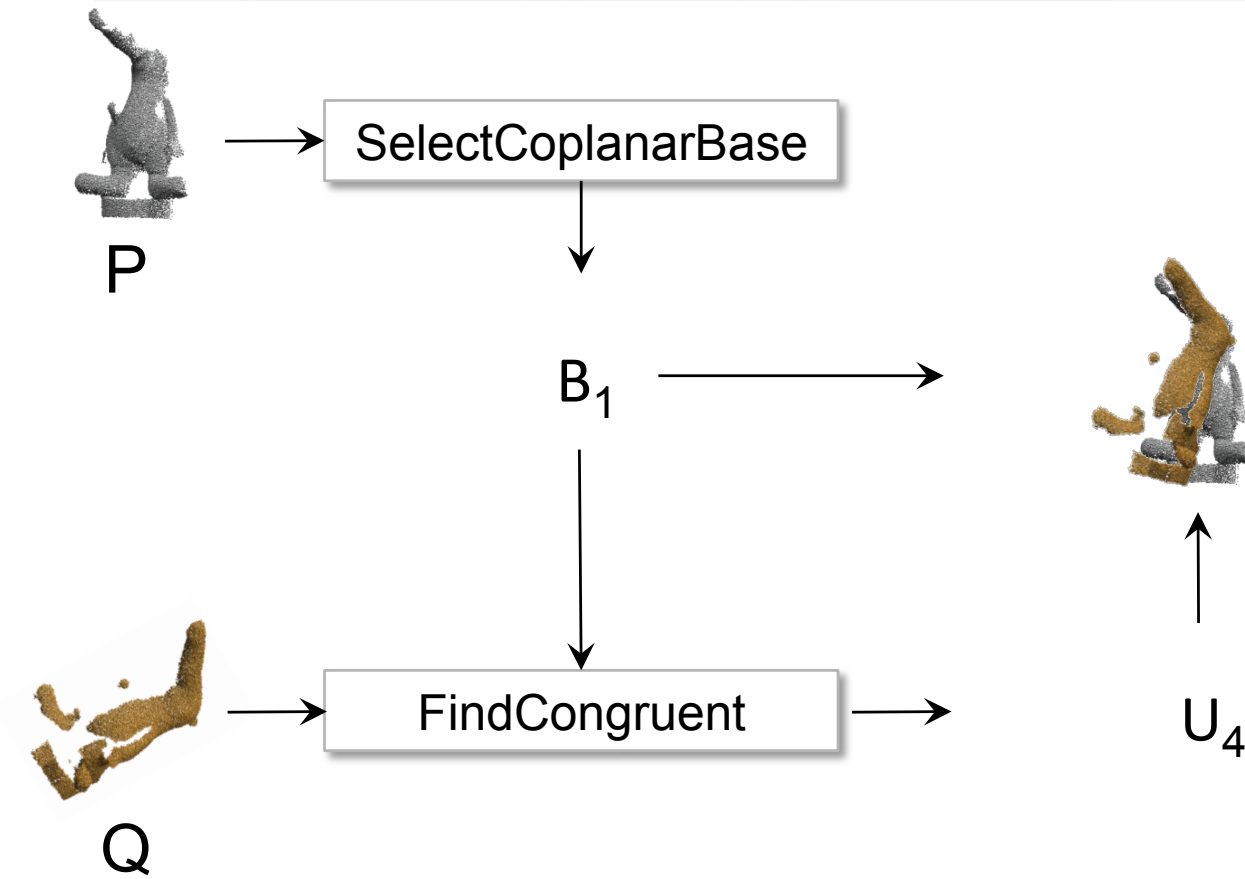 SelectCoplanarBase
P
B₁
FindCongruent
U₄
Q